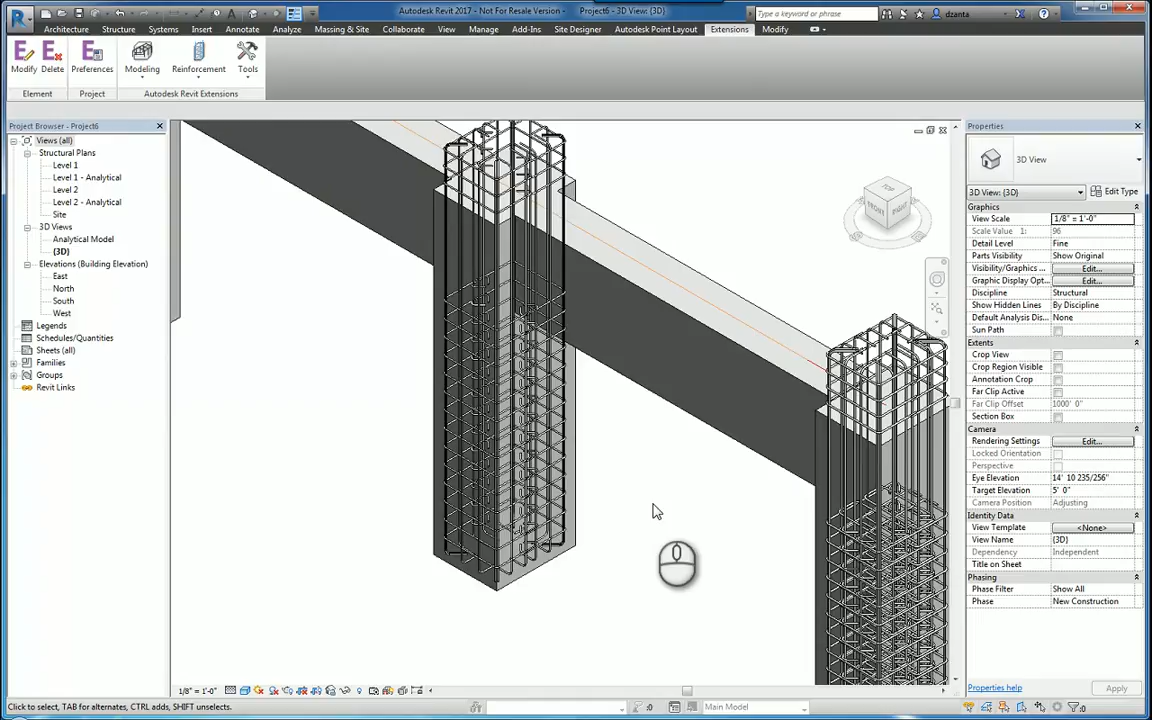 Autodesk Revit 2017 - Not For Resale Version - Project6 - 3D View: {3D}
Type a keyword or phrase
dzanta
Architecture Structure Systems Insert Annotate Analyze Massing & Site Collaborate View Manage Add-Ins Site Designer Autodesk Point Layout Extensions Modify
Modify Delete Preferences Modeling Reinforcement Tools
Element Project Autodesk Revit Extensions
Project Browser - Project6
Views (all)
Structural Plans
Level 1
Level 1 - Analytical
Level 2
Level 2 - Analytical
Site
3D Views
Analytical Model
{3D}
Elevations (Building Elevation)
East
North
South
West
Legends
Schedules/Quantities
Sheets (all)
Families
Groups
Revit Links
TOP
FRONT
RIGHT
Properties
3D View
3D View: {3D} Edit Type
Graphics
View Scale 1/8" = 1'-0"
Scale Value 1: 96
Detail Level Fine
Parts Visibility Show Original
Visibility/Graphics ... Edit...
Graphic Display Opt... Edit...
Discipline Structural
Show Hidden Lines By Discipline
Default Analysis Dis... None
Sun Path
Extents
Crop View
Crop Region Visible
Annotation Crop
Far Clip Active
Far Clip Offset 1000' 0"
Section Box
Camera
Rendering Settings Edit...
Locked Orientation
Perspective
Eye Elevation 14' 10 235/256"
Target Elevation 5' 0"
Camera Position Adjusting
Identity Data
View Template <None>
View Name {3D}
Dependency Independent
Title on Sheet
Phasing
Phase Filter Show All
Phase New Construction
Properties help Apply
1/8" = 1'-0"
Click to select, TAB for alternates, CTRL adds, SHIFT unselects.
:0 Main Model :0